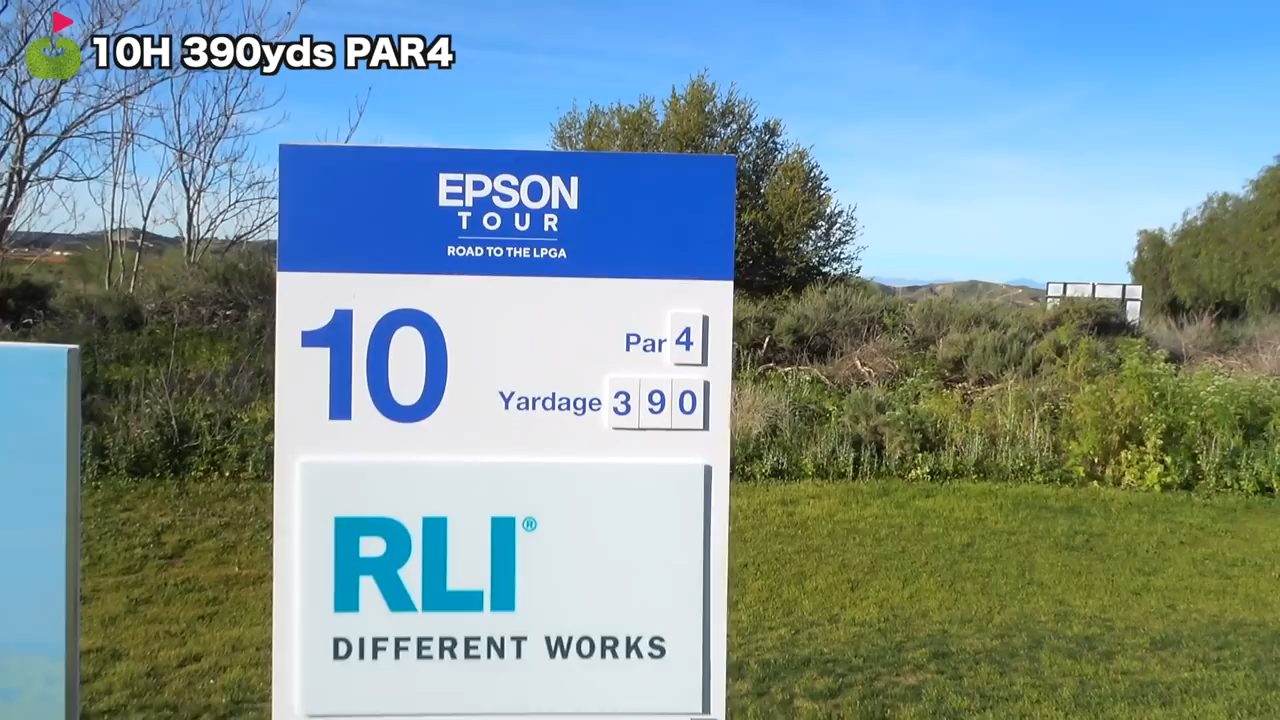 10H 390yds PAR4
EPSON
TOUR
ROAD TO THE LPGA
10
Par 4
Yardage 390
RLI®
DIFFERENT WORKS